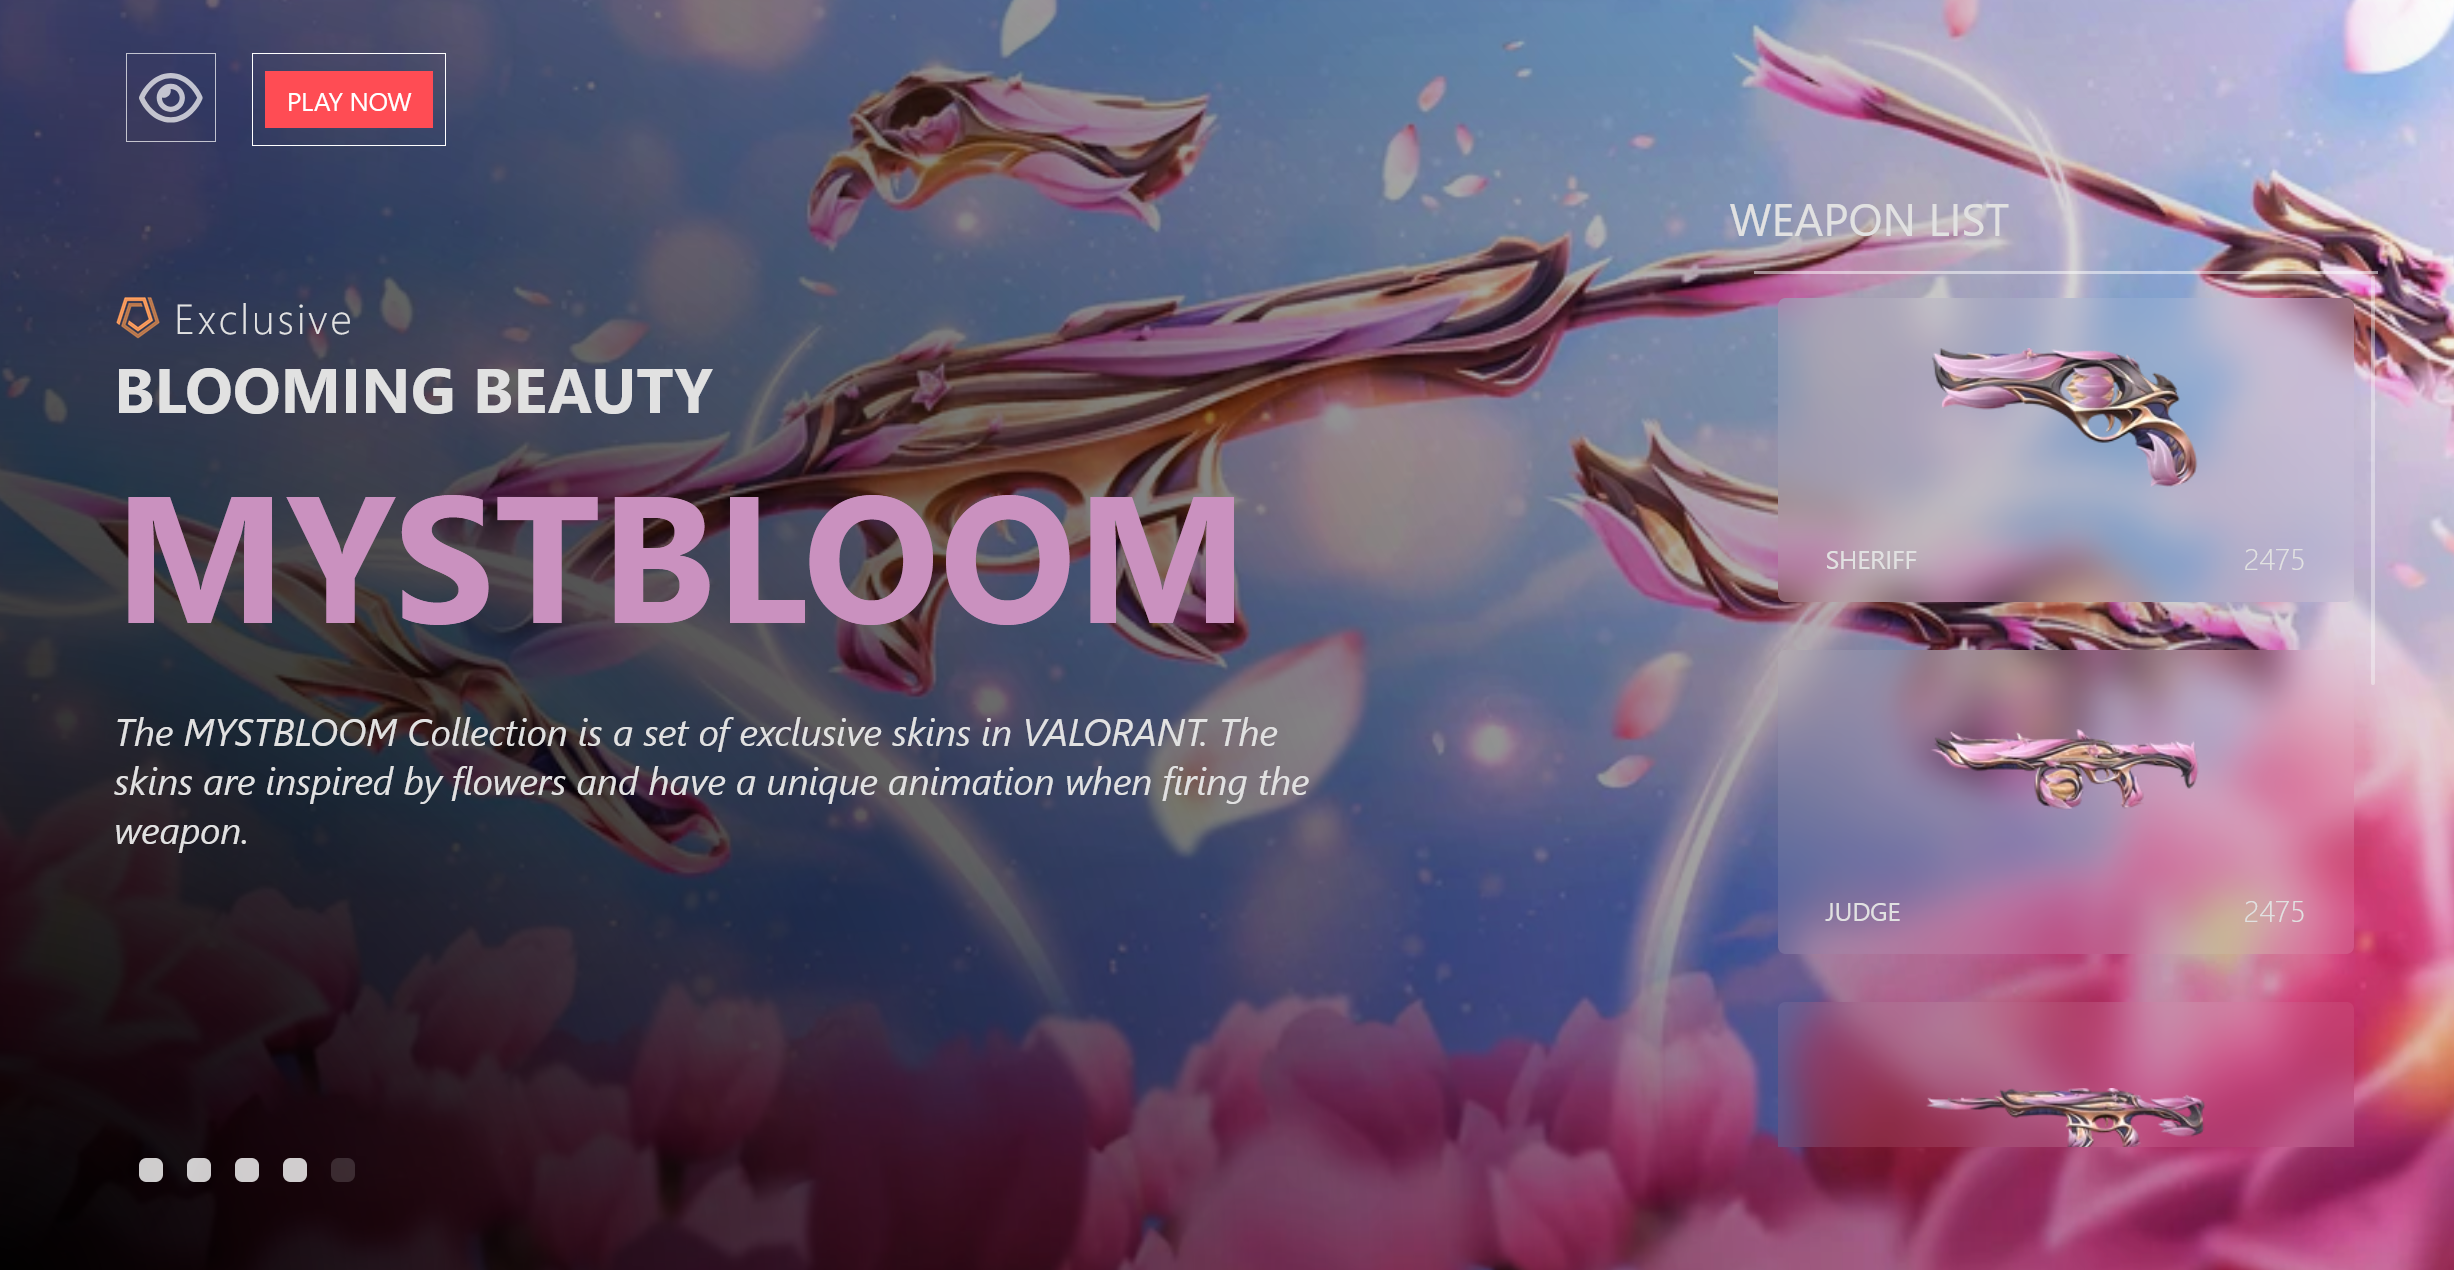 PLAY NOW
Exclusive
BLOOMING BEAUTY
MYSTBLOOM
The MYSTBLOOM Collection is a set of exclusive skins in VALORANT. The
skins are inspired by flowers and have a unique animation when firing the
weapon.
WEAPON LIST
SHERIFF 2475
JUDGE 2475